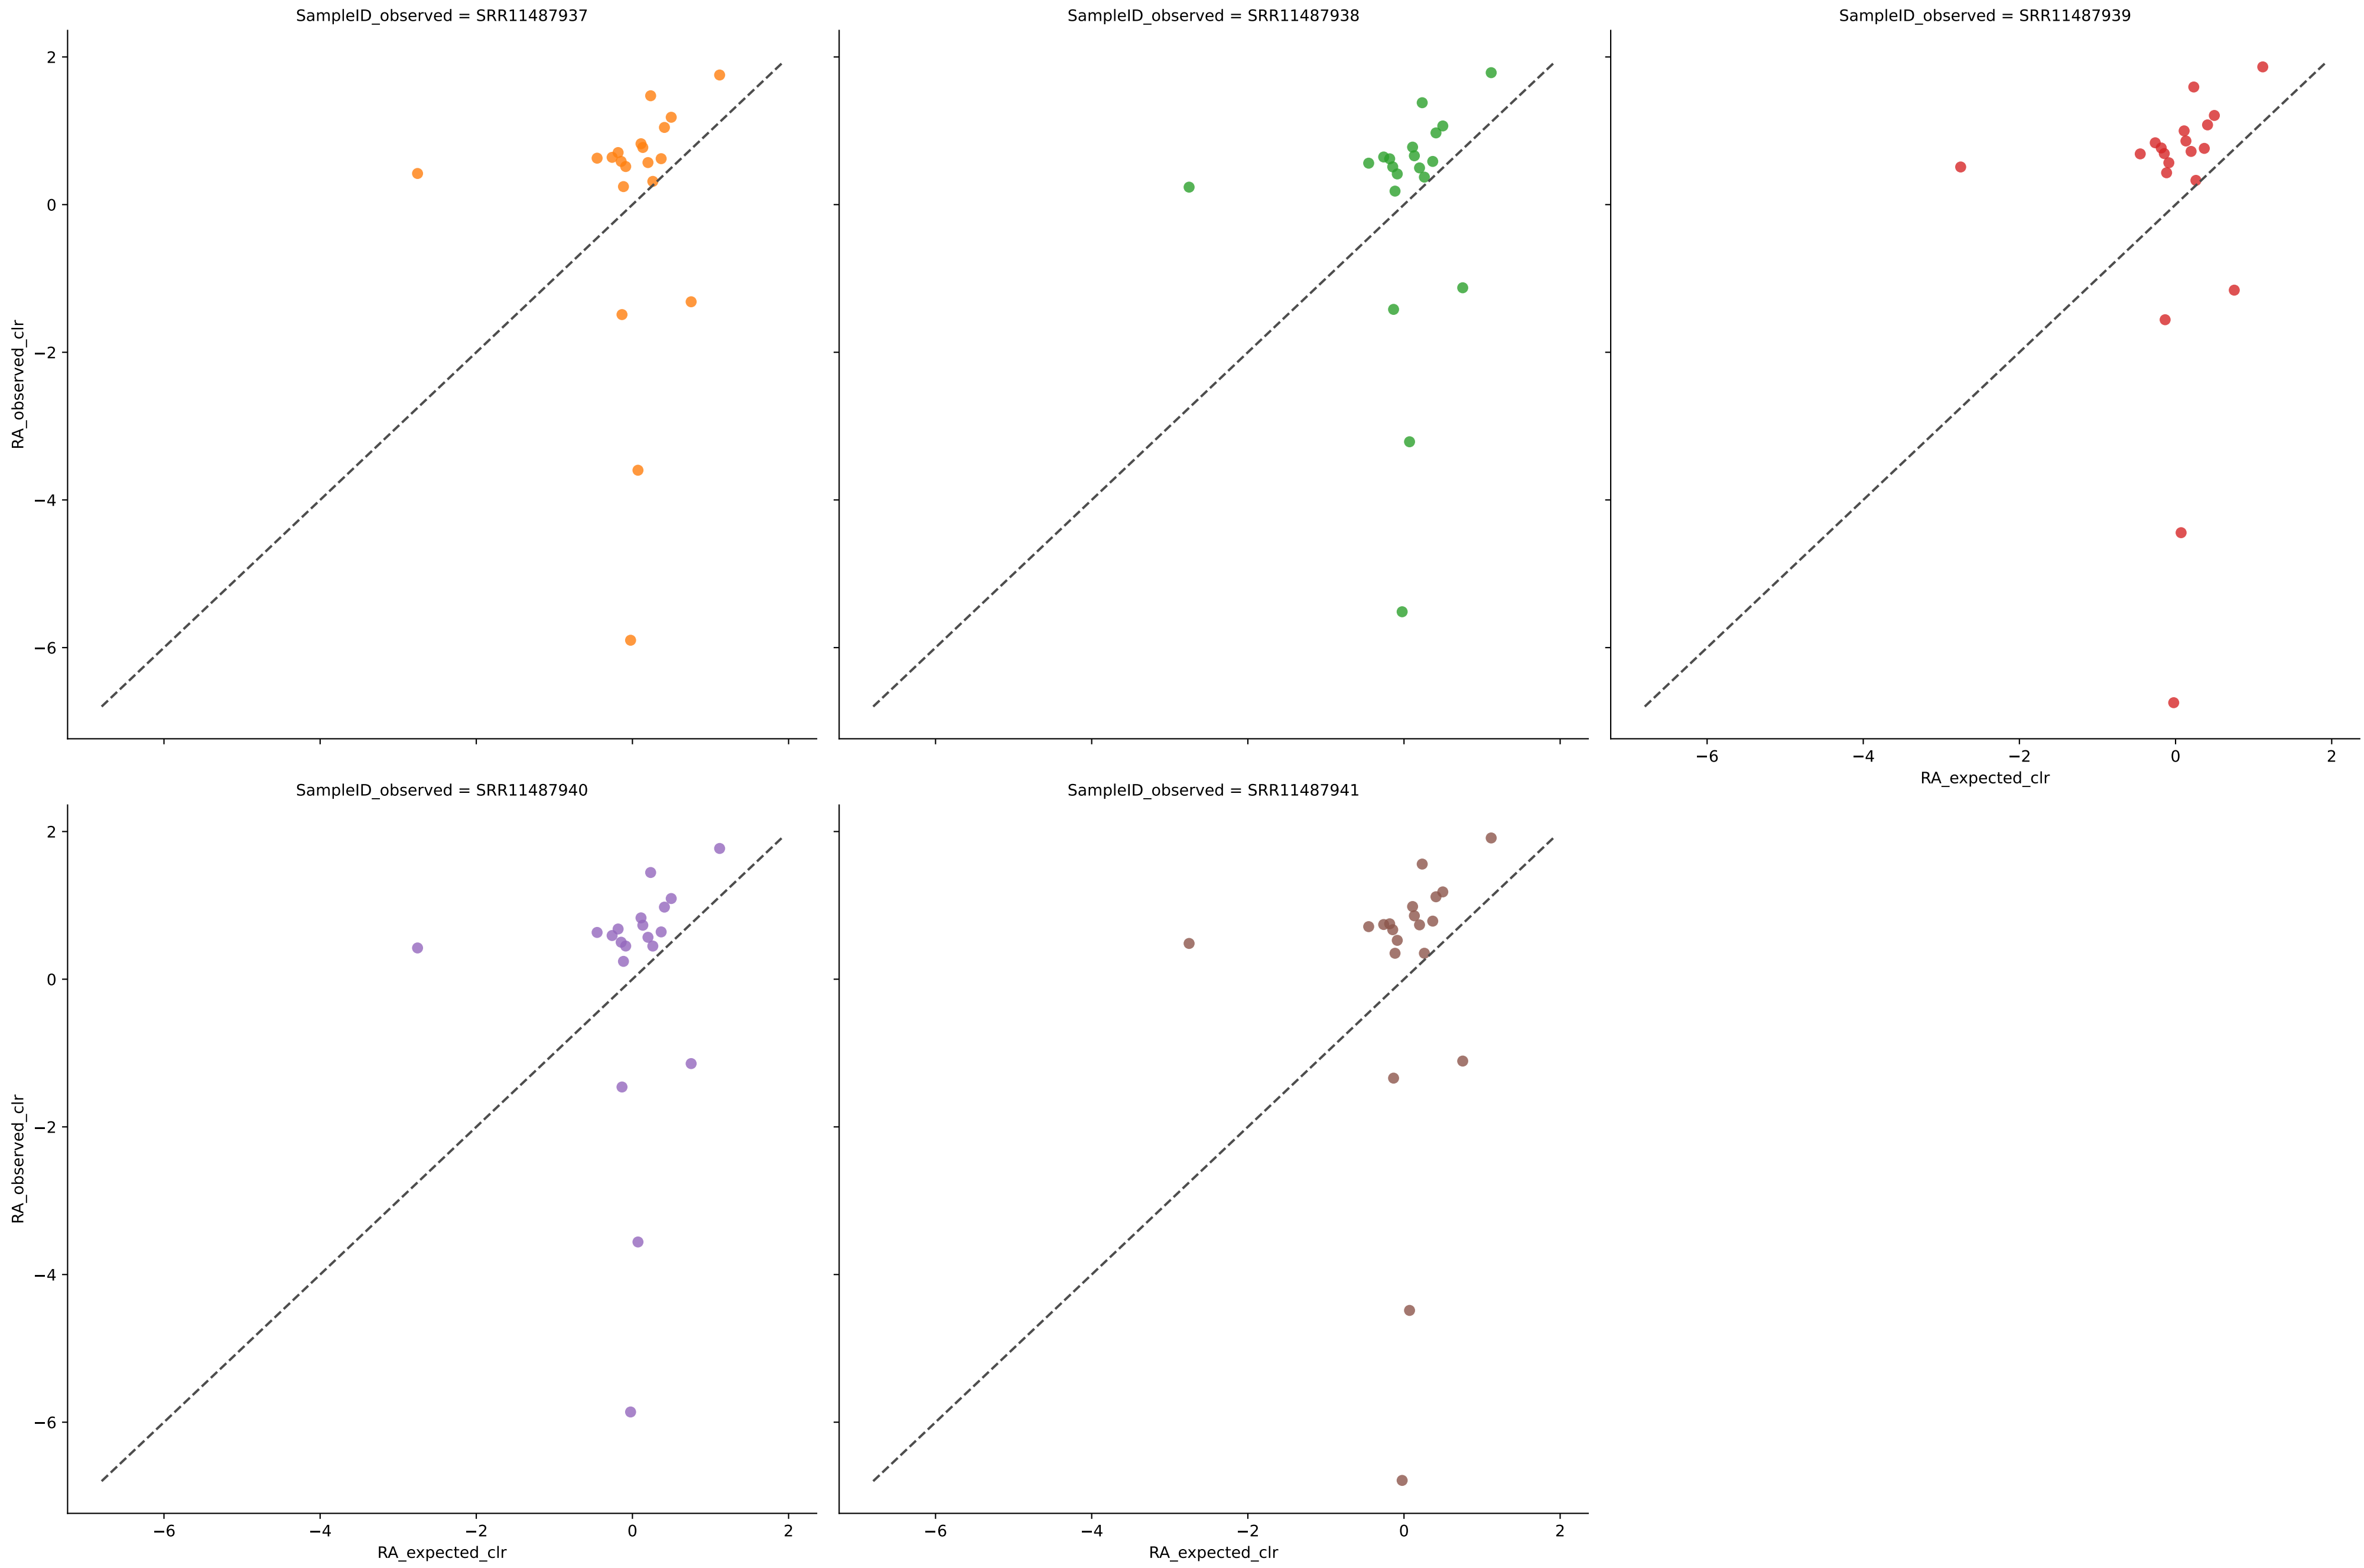 SampleID_observed = SRR11487937
SampleID_observed = SRR11487938
SampleID_observed = SRR11487939
2
0
−2
−4
−6
RA_observed_clr
−6 −4 −2 0 2
RA_expected_clr
SampleID_observed = SRR11487940
SampleID_observed = SRR11487941
2
0
−2
−4
−6
RA_observed_clr
−6 −4 −2 0 2
−6 −4 −2 0 2
RA_expected_clr
RA_expected_clr